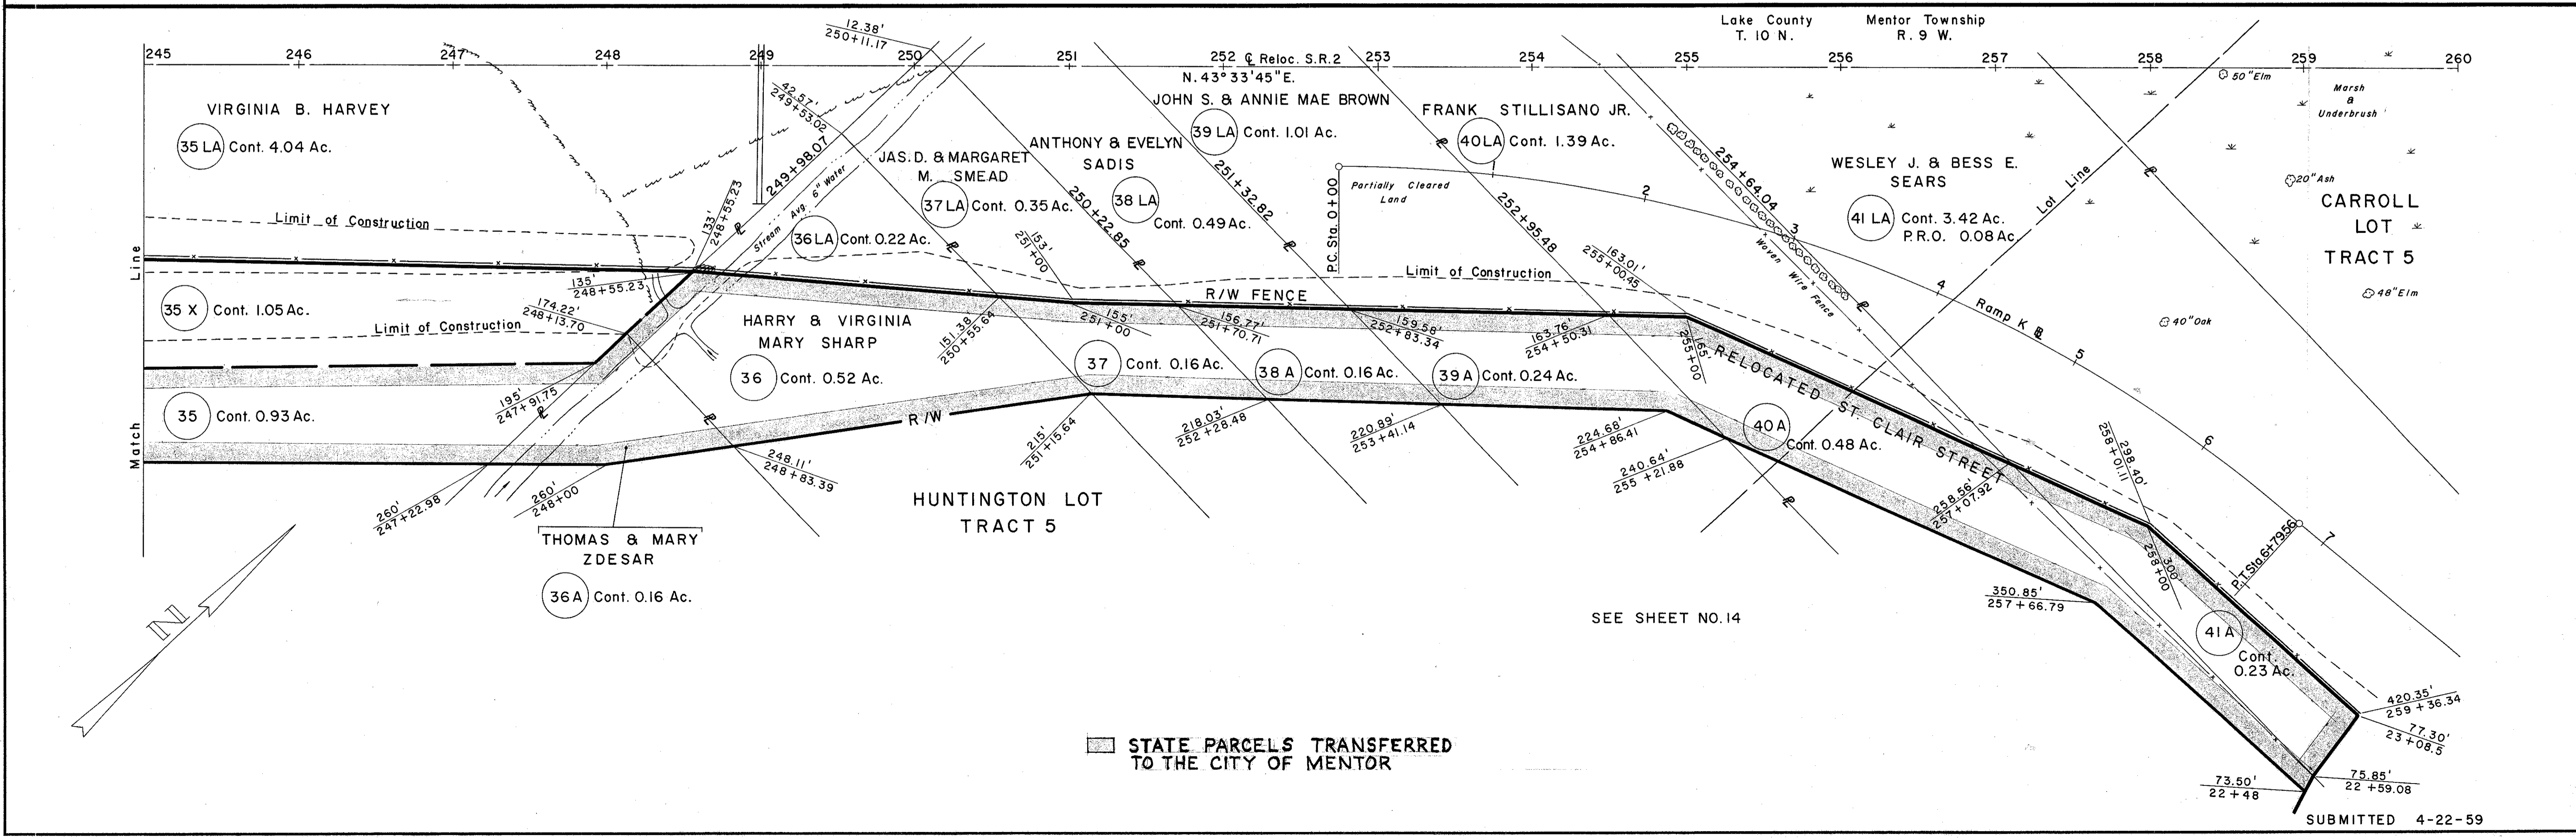 Lake County Mentor Township
T. 10 N. R. 9 W.
245 246 247 248 249 250 251 252 ℄ Reloc. S.R.2 253 254 255 256 257 258 259 260
N. 43° 33' 45" E.
12.38'
250+11.17
42.57'
249+53.02
VIRGINIA B. HARVEY
35 LA Cont. 4.04 Ac.
249+98.07
Avg. 6" Water
Stream
JAS. D. & MARGARET
M. SMEAD
37 LA Cont. 0.35 Ac.
36 LA Cont. 0.22 Ac.
ANTHONY & EVELYN
SADIS
38 LA
Cont. 0.49 Ac.
250+22.85
JOHN S. & ANNIE MAE BROWN
39 LA Cont. 1.01 Ac.
251+32.82
FRANK STILLISANO JR.
40 LA Cont. 1.39 Ac.
252+95.48
P.C. Sta. 0+00
Partially Cleared
Land
1
2
3
4
5
6
7
254+64.04
Woven Wire Fence
WESLEY J. & BESS E.
SEARS
41 LA Cont. 3.42 Ac.
P.R.O. 0.08 Ac.
Lot Line
Ramp K ℄
50" Elm
Marsh
&
Underbrush
20" Ash
CARROLL
LOT
TRACT 5
48" Elm
40" Oak
Limit of Construction
133'
248+55.23
135'
248+55.23
174.22'
248+13.70
35 X Cont. 1.05 Ac.
Limit of Construction
Match Line
35 Cont. 0.93 Ac.
195'
247+91.75
260'
247+22.98
260'
248+00
HARRY & VIRGINIA
MARY SHARP
36 Cont. 0.52 Ac.
R/W
248.11'
248+83.39
151.38'
250+55.64
153'
251+00
155'
251+00
R/W FENCE
Limit of Construction
156.77'
251+70.71
159.58'
252+83.34
163.76'
254+50.31
163.01'
255+00.45
165'
255+00
37 Cont. 0.16 Ac.
38 A Cont. 0.16 Ac.
39 A Cont. 0.24 Ac.
RELOCATED ST. CLAIR STREET
40 A
Cont. 0.48 Ac.
215'
251+15.64
218.03'
252+28.48
220.89'
253+41.14
224.68'
254+86.41
240.64'
255+21.88
258.56'
257+07.92
298.40'
258+01.11
300'
258+00
P.T. Sta. 6+79.56
HUNTINGTON LOT
TRACT 5
THOMAS & MARY
ZDESAR
36 A Cont. 0.16 Ac.
N
SEE SHEET NO. 14
350.85'
257+66.79
41 A
Cont.
0.23 Ac.
420.35'
259+36.34
77.30'
23+08.5
75.85'
22+59.08
73.50'
22+48
STATE PARCELS TRANSFERRED
TO THE CITY OF MENTOR
SUBMITTED 4-22-59